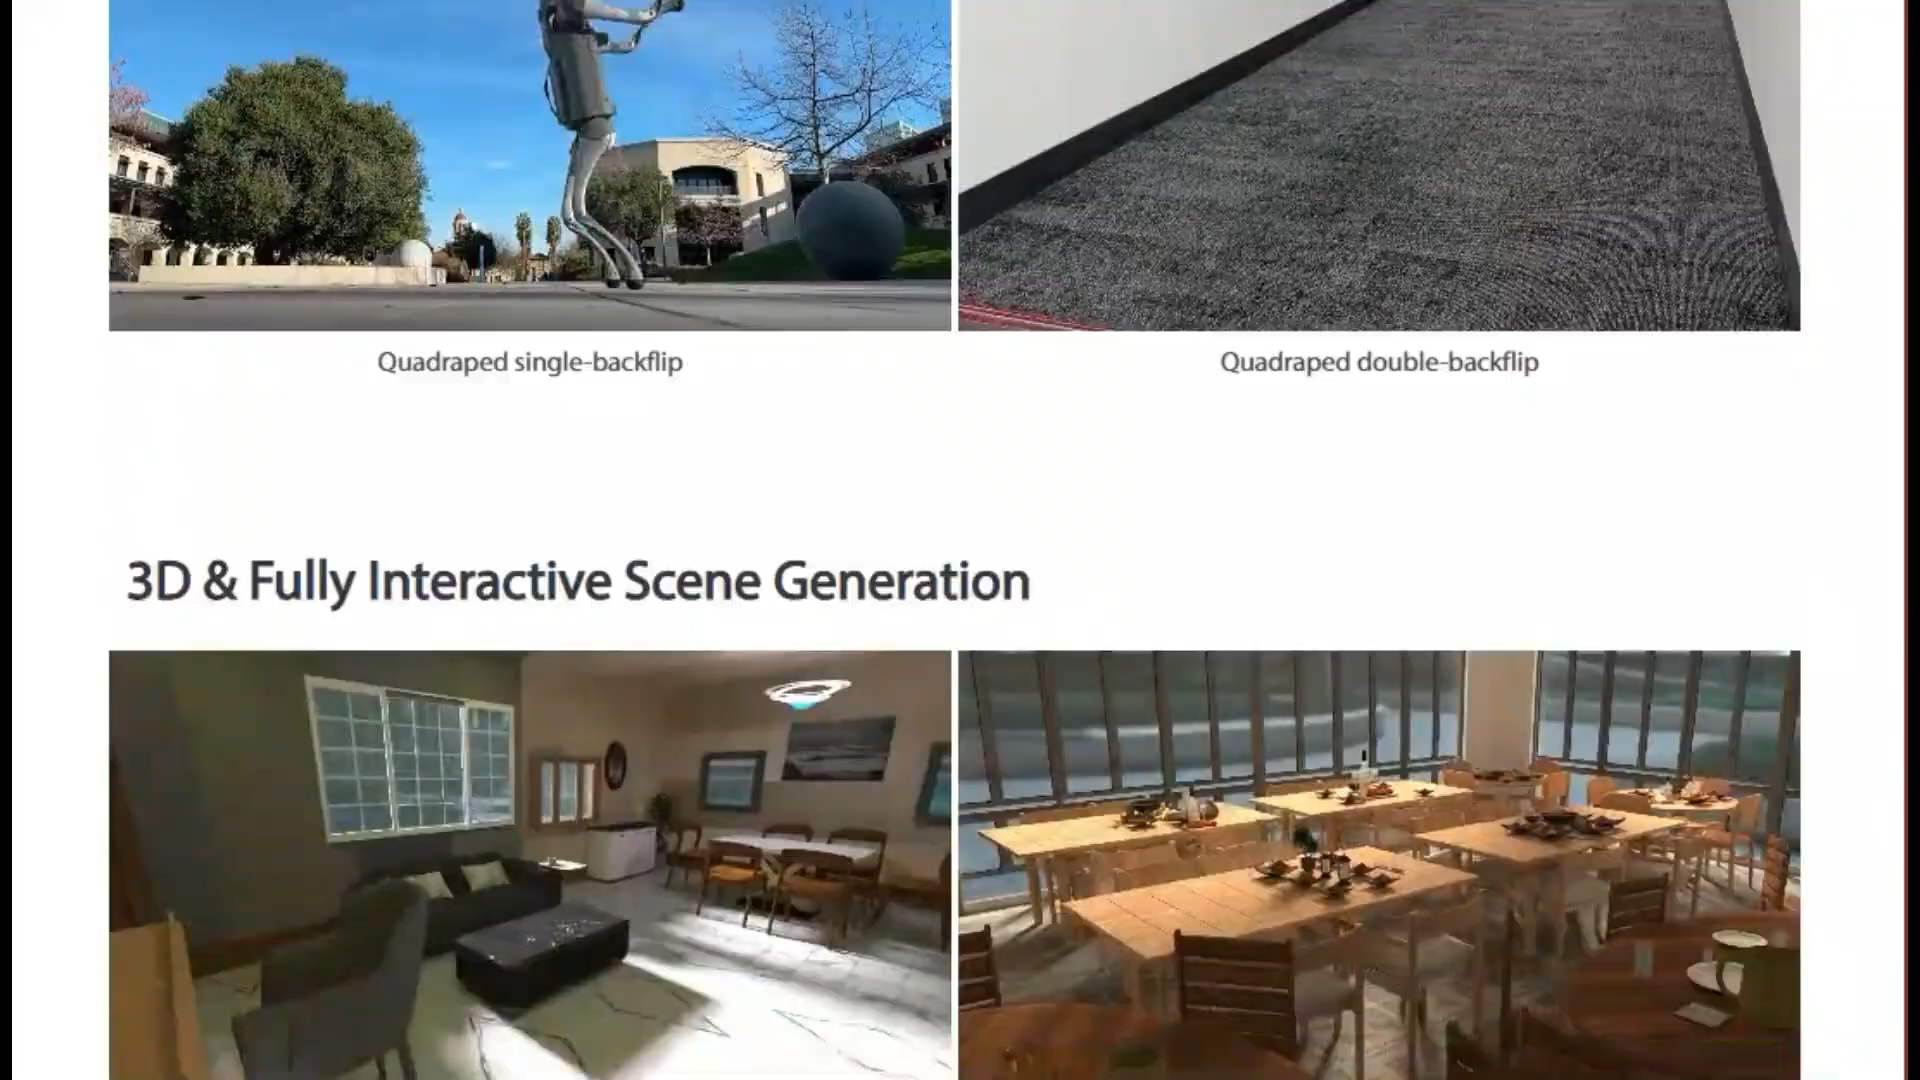 Quadraped single-backflip
Quadraped double-backflip
3D & Fully Interactive Scene Generation